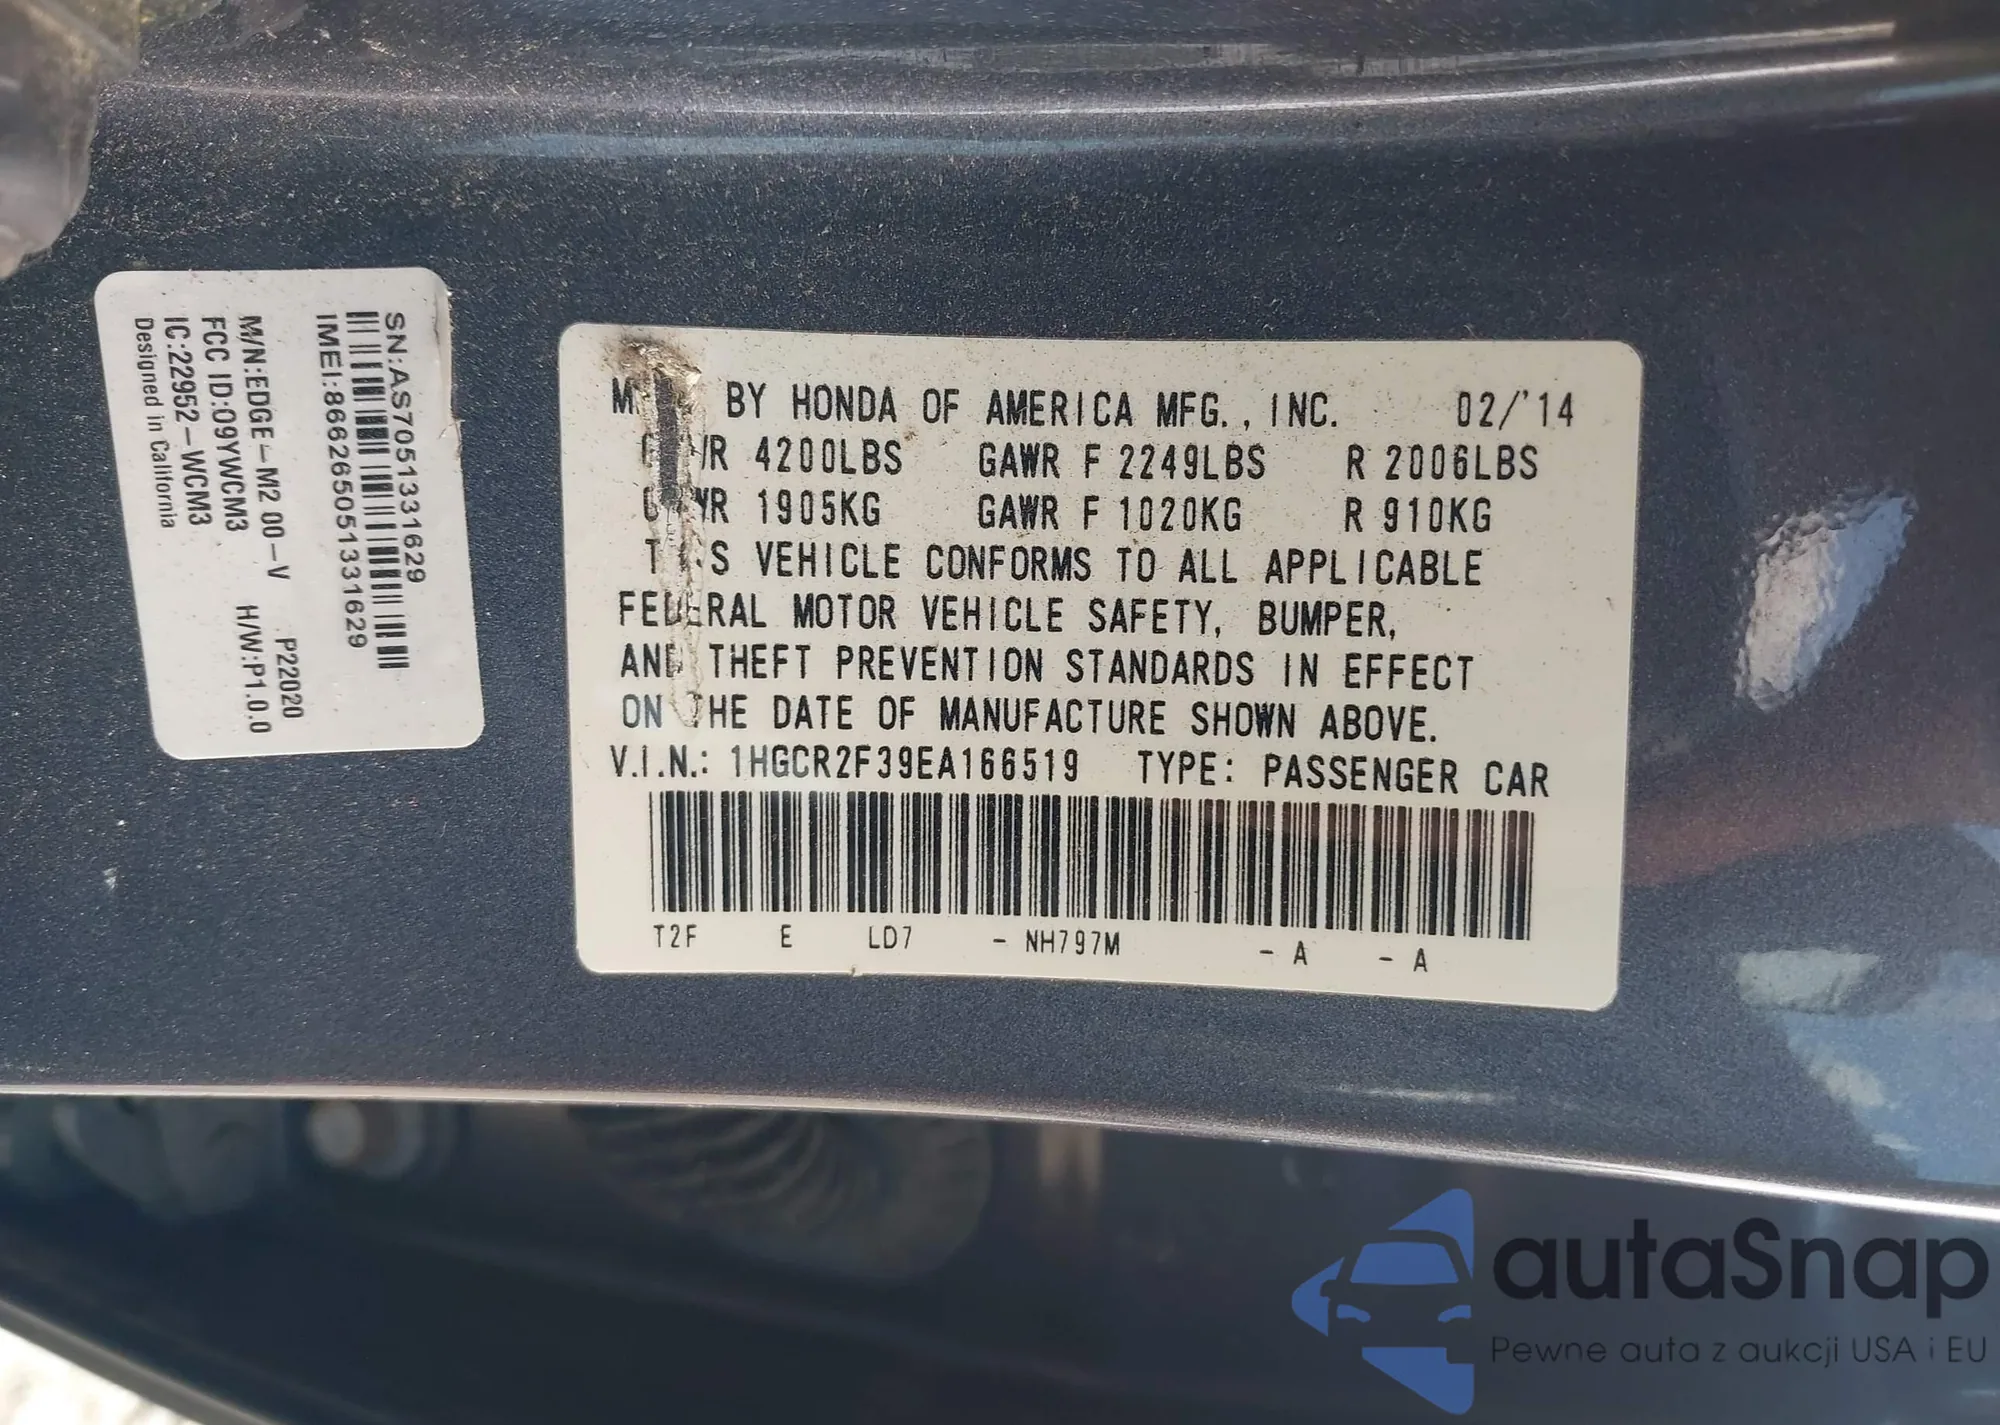 SN:AS7051331629
IMEI:866265051331629
M/N:EDGE-M2 00-V P22020
FCC ID:O9YWCM3 H/W:P1.0.0
IC:22952-WCM3
Designed in California
BY HONDA OF AMERICA MFG., INC. 02/'14
4200LBS GAWR F 2249LBS R 2006LBS
1905KG GAWR F 1020KG R 910KG
VEHICLE CONFORMS TO ALL APPLICABLE
FEDERAL MOTOR VEHICLE SAFETY, BUMPER,
AND THEFT PREVENTION STANDARDS IN EFFECT
ON THE DATE OF MANUFACTURE SHOWN ABOVE.
V.I.N.: 1HGCR2F39EA166519 TYPE: PASSENGER CAR
T2F E LD7 - NH797M - A - A
autaSnap
Pewne auta z aukcji USA i EU